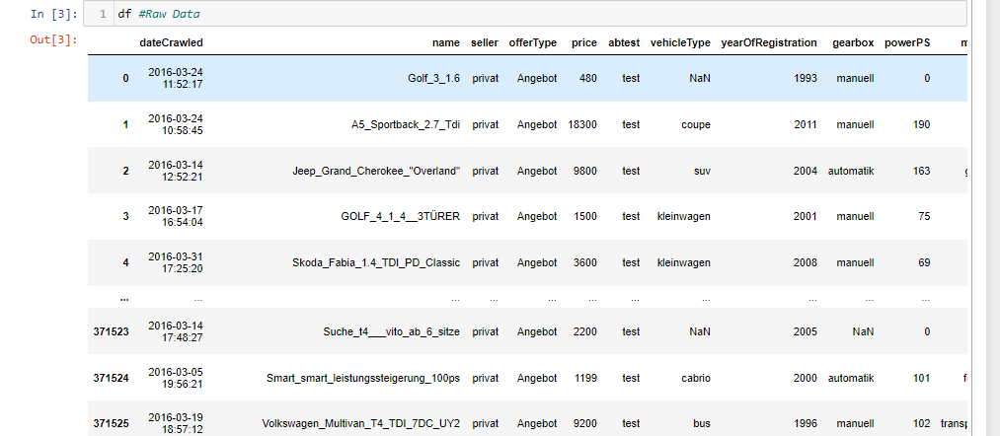 In [3]: 1 df #Raw Data
Out[3]:
dateCrawled name seller offerType price abtest vehicleType yearOfRegistration gearbox powerPS
0 2016-03-24 11:52:17 Golf_3_1.6 privat Angebot 480 test NaN 1993 manuell 0
1 2016-03-24 10:58:45 A5_Sportback_2.7_Tdi privat Angebot 18300 test coupe 2011 manuell 190
2 2016-03-14 12:52:21 Jeep_Grand_Cherokee_"Overland" privat Angebot 9800 test suv 2004 automatik 163
3 2016-03-17 16:54:04 GOLF_4_1_4__3TÜRER privat Angebot 1500 test kleinwagen 2001 manuell 75
4 2016-03-31 17:25:20 Skoda_Fabia_1.4_TDI_PD_Classic privat Angebot 3600 test kleinwagen 2008 manuell 69
... ... ... ... ... ... ... ... ... ... ...
371523 2016-03-14 17:48:27 Suche_t4___vito_ab_6_sitze privat Angebot 2200 test NaN 2005 NaN 0
371524 2016-03-05 19:56:21 Smart_smart_leistungssteigerung_100ps privat Angebot 1199 test cabrio 2000 automatik 101
371525 2016-03-19 18:57:12 Volkswagen_Multivan_T4_TDI_7DC_UY2 privat Angebot 9200 test bus 1996 manuell 102